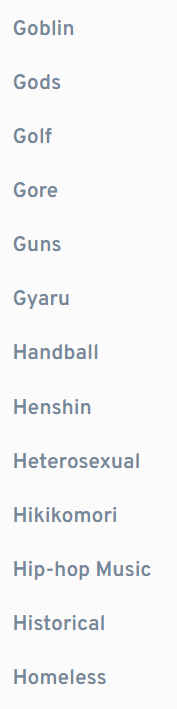 Goblin
Gods
Golf
Gore
Guns
Gyaru
Handball
Henshin
Heterosexual
Hikikomori
Hip-hop Music
Historical
Homeless